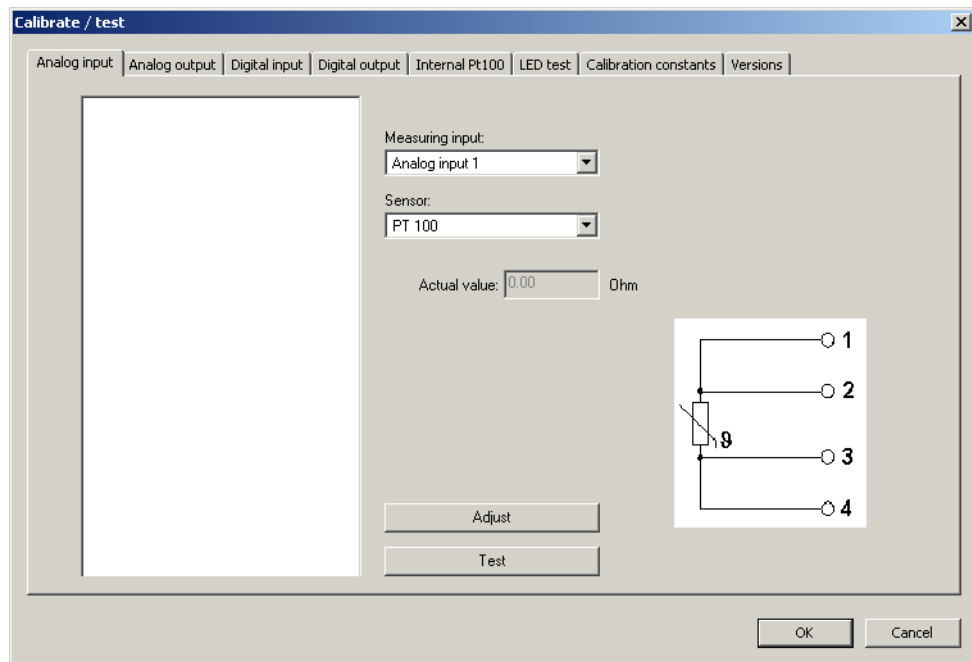 Calibrate / test
Analog input Analog output Digital input Digital output Internal Pt100 LED test Calibration constants Versions
Measuring input:
Analog input 1
Sensor:
PT 100
Actual value: 0.00 Ohm
1
2
ϑ
3
4
Adjust
Test
OK Cancel